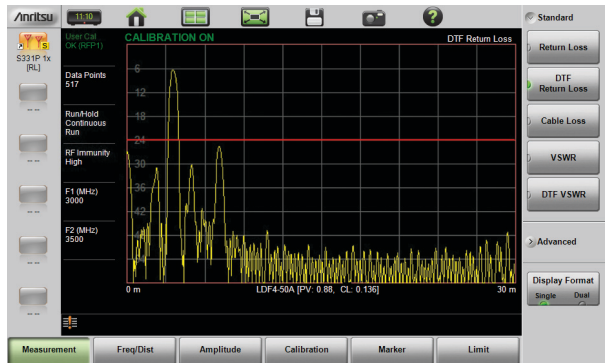 Anritsu
11:10
Standard
S331P 1x
[RL]
User Cal
OK (RFP1)
CALIBRATION ON
DTF Return Loss
Return Loss
Data Points
517
DTF
Return Loss
Run/Hold
Continuous
Run
Cable Loss
RF Immunity
High
VSWR
F1 (MHz)
3000
DTF VSWR
F2 (MHz)
3500
Advanced
-6
-12
-18
-24
-30
-36
-42
0 m
LDF4-50A [PV: 0.88, CL: 0.136]
30 m
Display Format
Single Dual
-- --
-- --
-- --
-- --
Measurement
Freq/Dist
Amplitude
Calibration
Marker
Limit